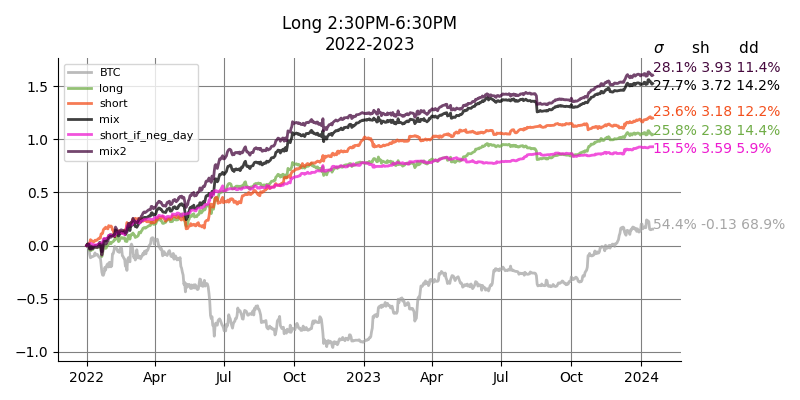 Long 2:30PM-6:30PM
2022-2023
σ sh dd
28.1% 3.93 11.4%
27.7% 3.72 14.2%
23.6% 3.18 12.2%
25.8% 2.38 14.4%
15.5% 3.59 5.9%
54.4% -0.13 68.9%
BTC
long
short
mix
short_if_neg_day
mix2
1.5
1.0
0.5
0.0
−0.5
−1.0
2022 Apr Jul Oct 2023 Apr Jul Oct 2024